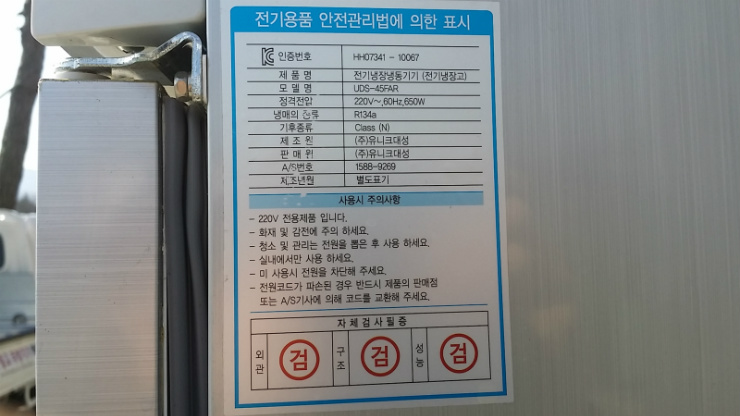 전기용품 안전관리법에 의한 표시
인증번호 HH07341 - 10067
제 품 명 전기냉장냉동기기 (전기냉장고)
모 델 명 UDS-45FAR
정격전압 220V~,60Hz,650W
냉매의 종류 R134a
기후종류 Class (N)
제 조 원 (주)유니크대성
판 매 원 (주)유니크대성
A/S번호 1588-9269
제조년원 별도표기
사용시 주의사항
- 220V 전용제품 입니다.
- 화재 및 감전에 주의 하세요.
- 청소 및 관리는 전원을 뽑은 후 사용 하세요.
- 실내에서만 사용 하세요.
- 미 사용시 전원을 차단해 주세요.
- 전원코드가 파손된 경우 반드시 제품의 판매점
또는 A/S기사에 의해 코드를 교환해 주세요.
자체검사필증
외관 검 구조 검 성능 검